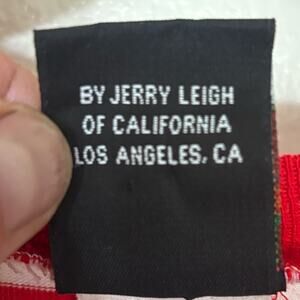 BY JERRY LEIGH
OF CALIFORNIA
LOS ANGELES, CA